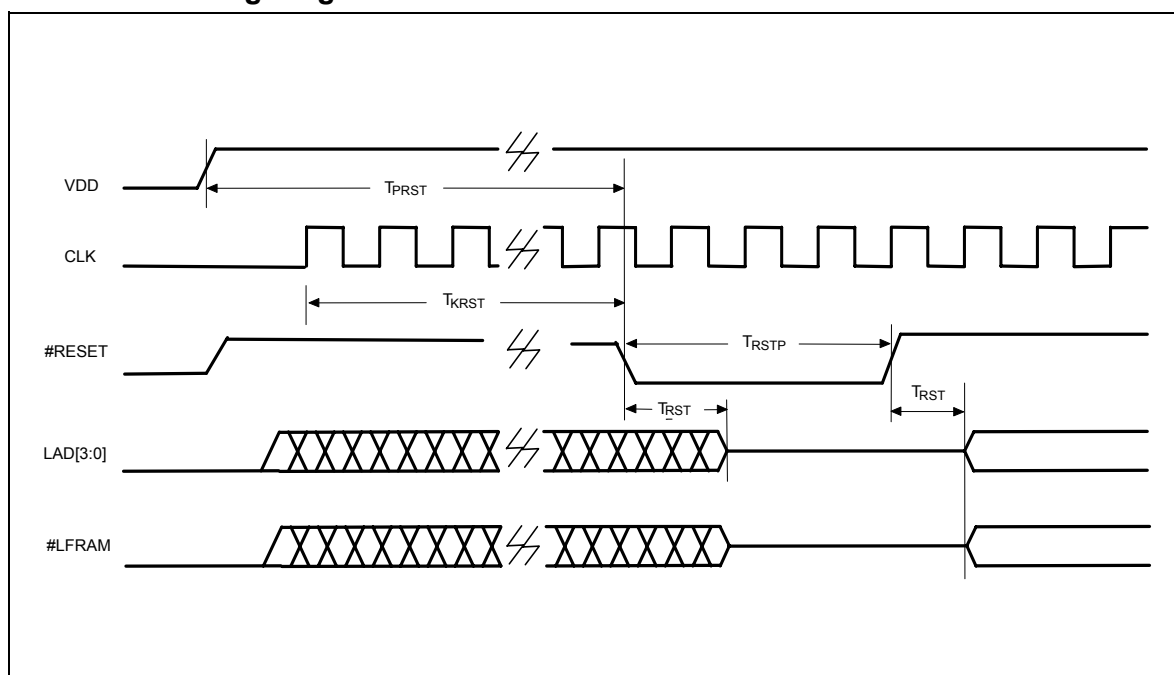 VDD
TPRST
CLK
TKRST
#RESET
TRSTP
TRST
TRST
LAD[3:0]
#LFRAM